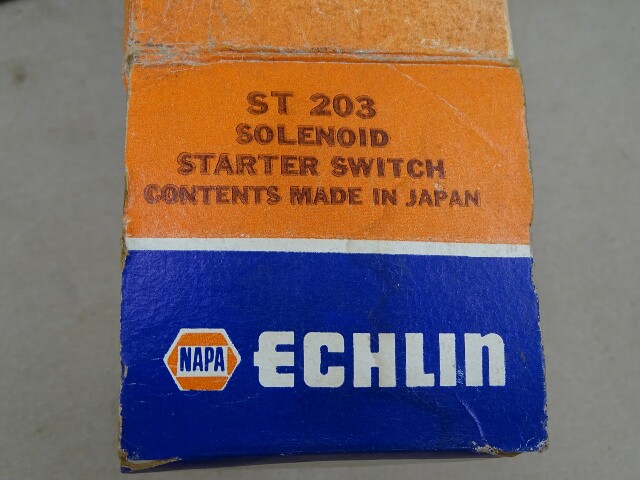 ST 203
SOLENOID
STARTER SWITCH
CONTENTS MADE IN JAPAN
NAPA ECHLIN